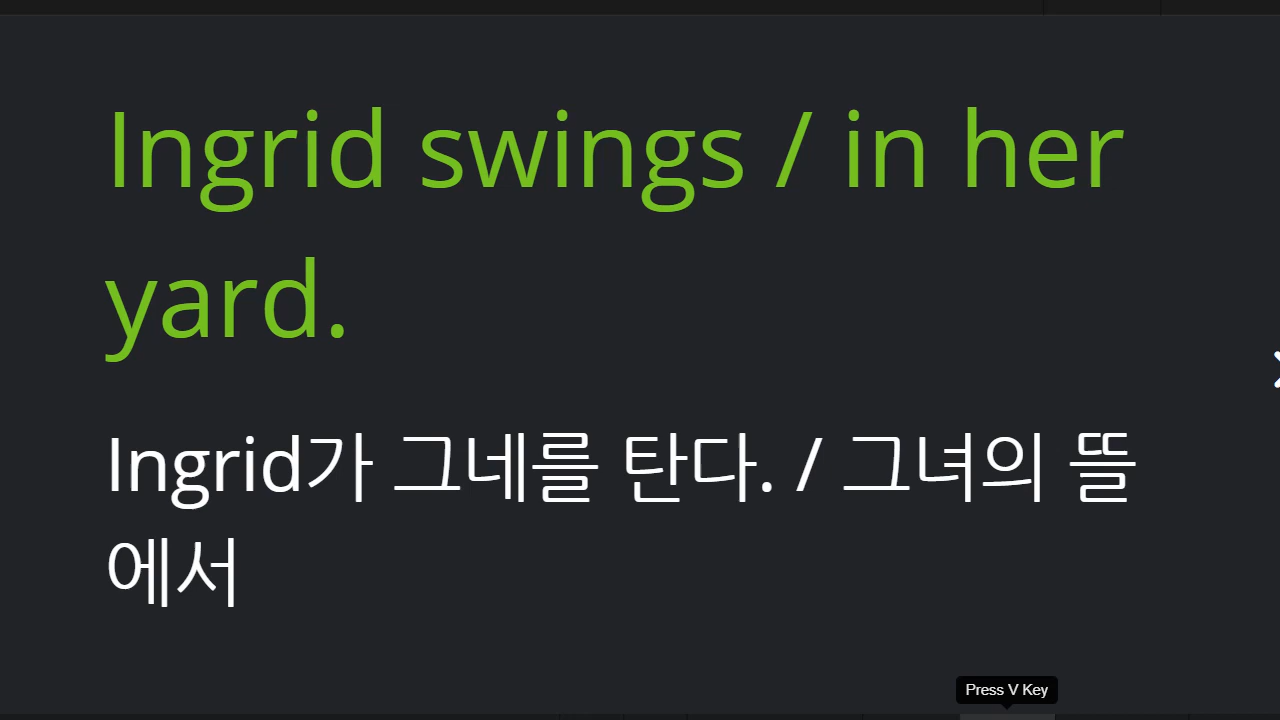 Ingrid swings / in her
yard.
Ingrid가 그네를 탄다. / 그녀의 뜰
에서
Press V Key